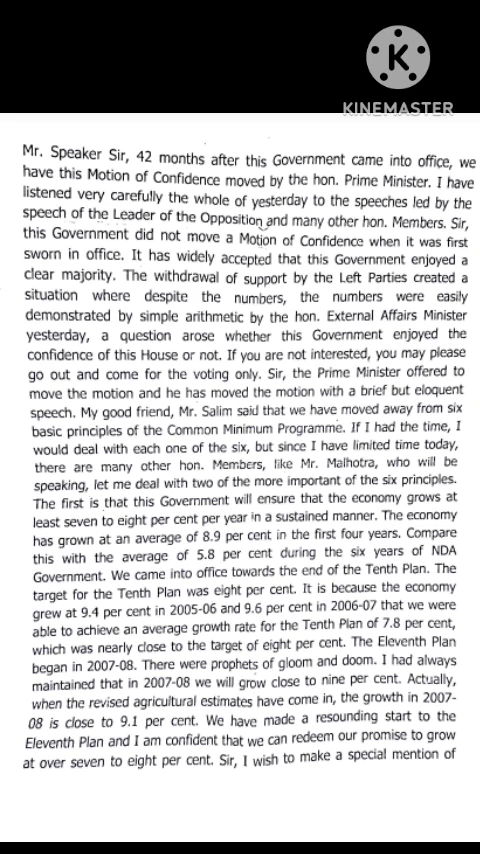 K
KINEMASTER
Mr. Speaker Sir, 42 months after this Government came into office, we
have this Motion of Confidence moved by the hon. Prime Minister. I have
listened very carefully the whole of yesterday to the speeches led by the
speech of the Leader of the Opposition and many other hon. Members. Sir,
this Government did not move a Motion of Confidence when it was first
sworn in office. It has widely accepted that this Government enjoyed a
clear majority. The withdrawal of support by the Left Parties created a
situation where despite the numbers, the numbers were easily
demonstrated by simple arithmetic by the hon. External Affairs Minister
yesterday, a question arose whether this Government enjoyed the
confidence of this House or not. If you are not interested, you may please
go out and come for the voting only. Sir, the Prime Minister offered to
move the motion and he has moved the motion with a brief but eloquent
speech. My good friend, Mr. Salim said that we have moved away from six
basic principles of the Common Minimum Programme. If I had the time, I
would deal with each one of the six, but since I have limited time today,
there are many other hon. Members, like Mr. Malhotra, who will be
speaking, let me deal with two of the more important of the six principles.
The first is that this Government will ensure that the economy grows at
least seven to eight per cent per year in a sustained manner. The economy
has grown at an average of 8.9 per cent in the first four years. Compare
this with the average of 5.8 per cent during the six years of NDA
Government. We came into office towards the end of the Tenth Plan. The
target for the Tenth Plan was eight per cent. It is because the economy
grew at 9.4 per cent in 2005-06 and 9.6 per cent in 2006-07 that we were
able to achieve an average growth rate for the Tenth Plan of 7.8 per cent,
which was nearly close to the target of eight per cent. The Eleventh Plan
began in 2007-08. There were prophets of gloom and doom. I had always
maintained that in 2007-08 we will grow close to nine per cent. Actually,
when the revised agricultural estimates have come in, the growth in 2007-
08 is close to 9.1 per cent. We have made a resounding start to the
Eleventh Plan and I am confident that we can redeem our promise to grow
at over seven to eight per cent. Sir, I wish to make a special mention of